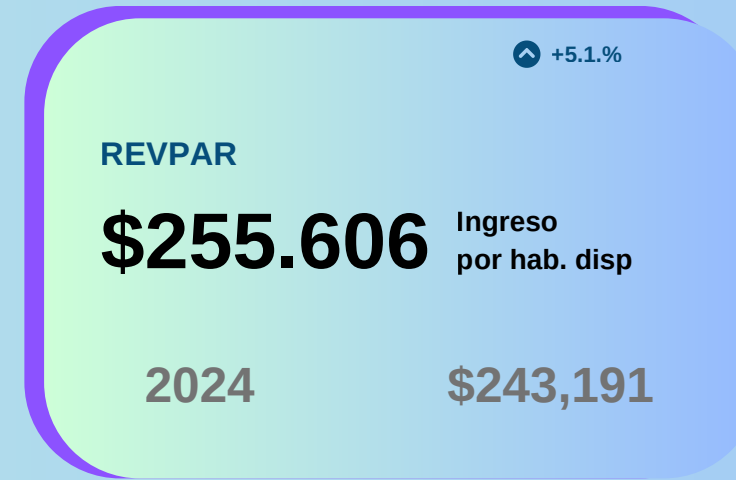 +5.1.%
REVPAR
$255.606
Ingreso
por hab. disp
2024
$243,191